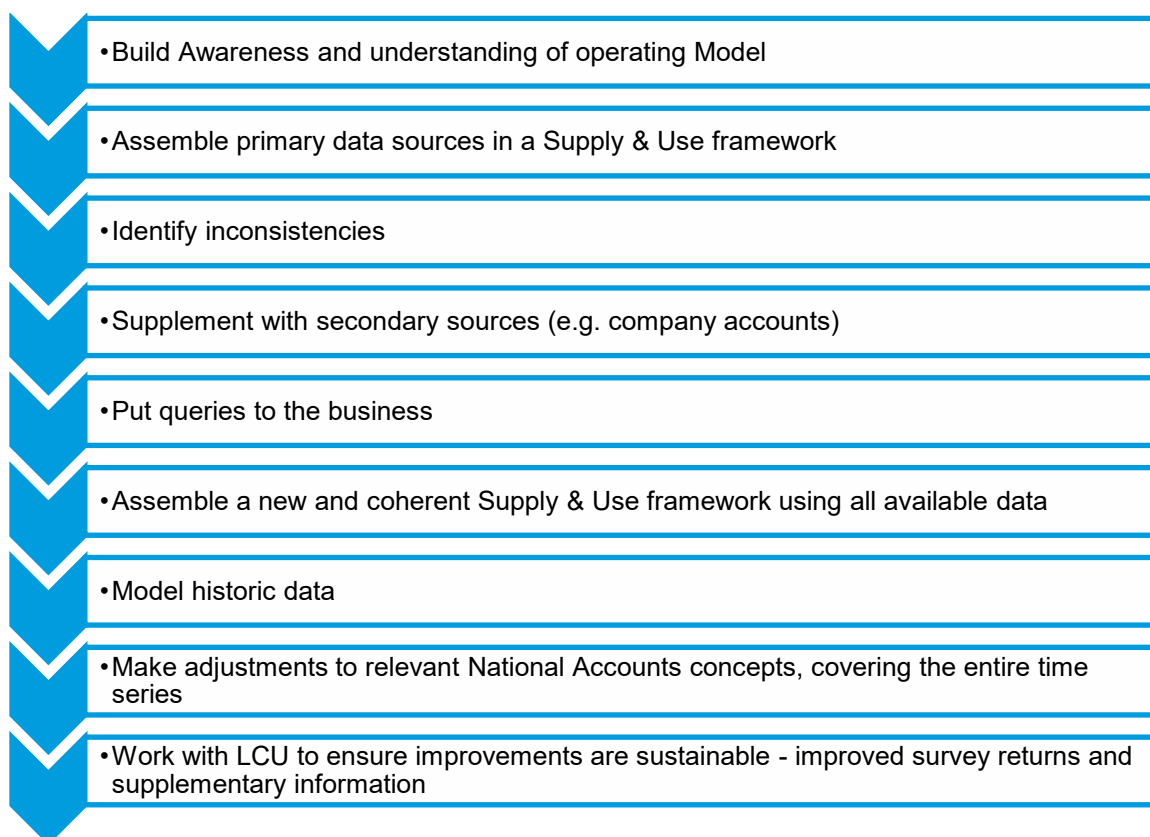 •Build Awareness and understanding of operating Model
•Assemble primary data sources in a Supply & Use framework
•Identify inconsistencies
•Supplement with secondary sources (e.g. company accounts)
•Put queries to the business
•Assemble a new and coherent Supply & Use framework using all available data
•Model historic data
•Make adjustments to relevant National Accounts concepts, covering the entire time
series
•Work with LCU to ensure improvements are sustainable - improved survey returns and
supplementary information